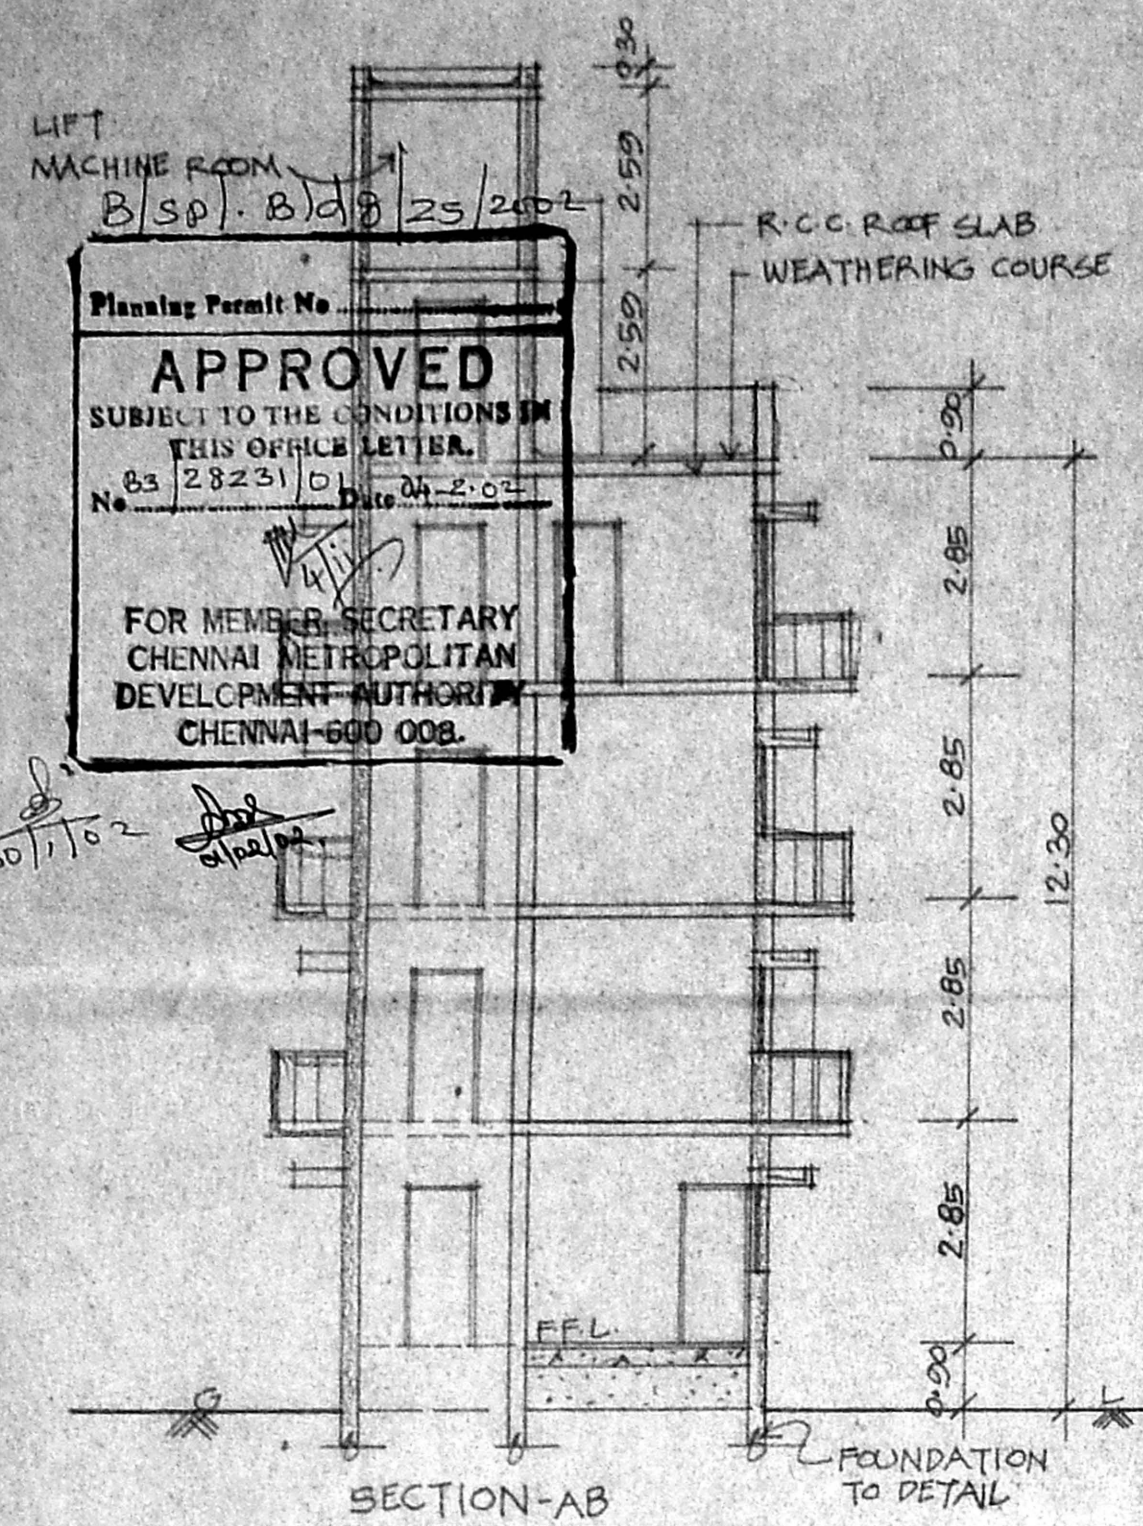 0.30
LIFT
MACHINE ROOM
2.59
B/SP/. Bldg/25/2002
R.C.C. ROOF SLAB
WEATHERING COURSE
Planning Permit No
2.59
APPROVED
SUBJECT TO THE CONDITIONS IN
THIS OFFICE LETTER.
No B3/28231/01 Date 04-2-02
0.90
2.85
FOR MEMBER SECRETARY
CHENNAI METROPOLITAN
DEVELOPMENT AUTHORITY
CHENNAI-600 008.
2.85
12.30
2.85
2.85
F.F.L.
0.90
G
L
FOUNDATION
TO DETAIL
SECTION-AB